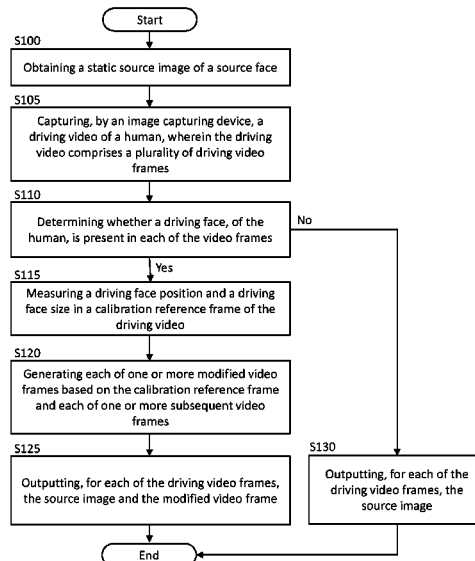 Start
S100
Obtaining a static source image of a source face
S105
Capturing, by an image capturing device, a
driving video of a human, wherein the driving
video comprises a plurality of driving video
frames
S110
Determining whether a driving face, of the
human, is present in each of the video frames
No
Yes
S115
Measuring a driving face position and a driving
face size in a calibration reference frame of the
driving video
S120
Generating each of one or more modified video
frames based on the calibration reference frame
and each of one or more subsequent video
frames
S125
Outputting, for each of the driving video frames,
the source image and the modified video frame
S130
Outputting, for each of the
driving video frames, the
source image
End